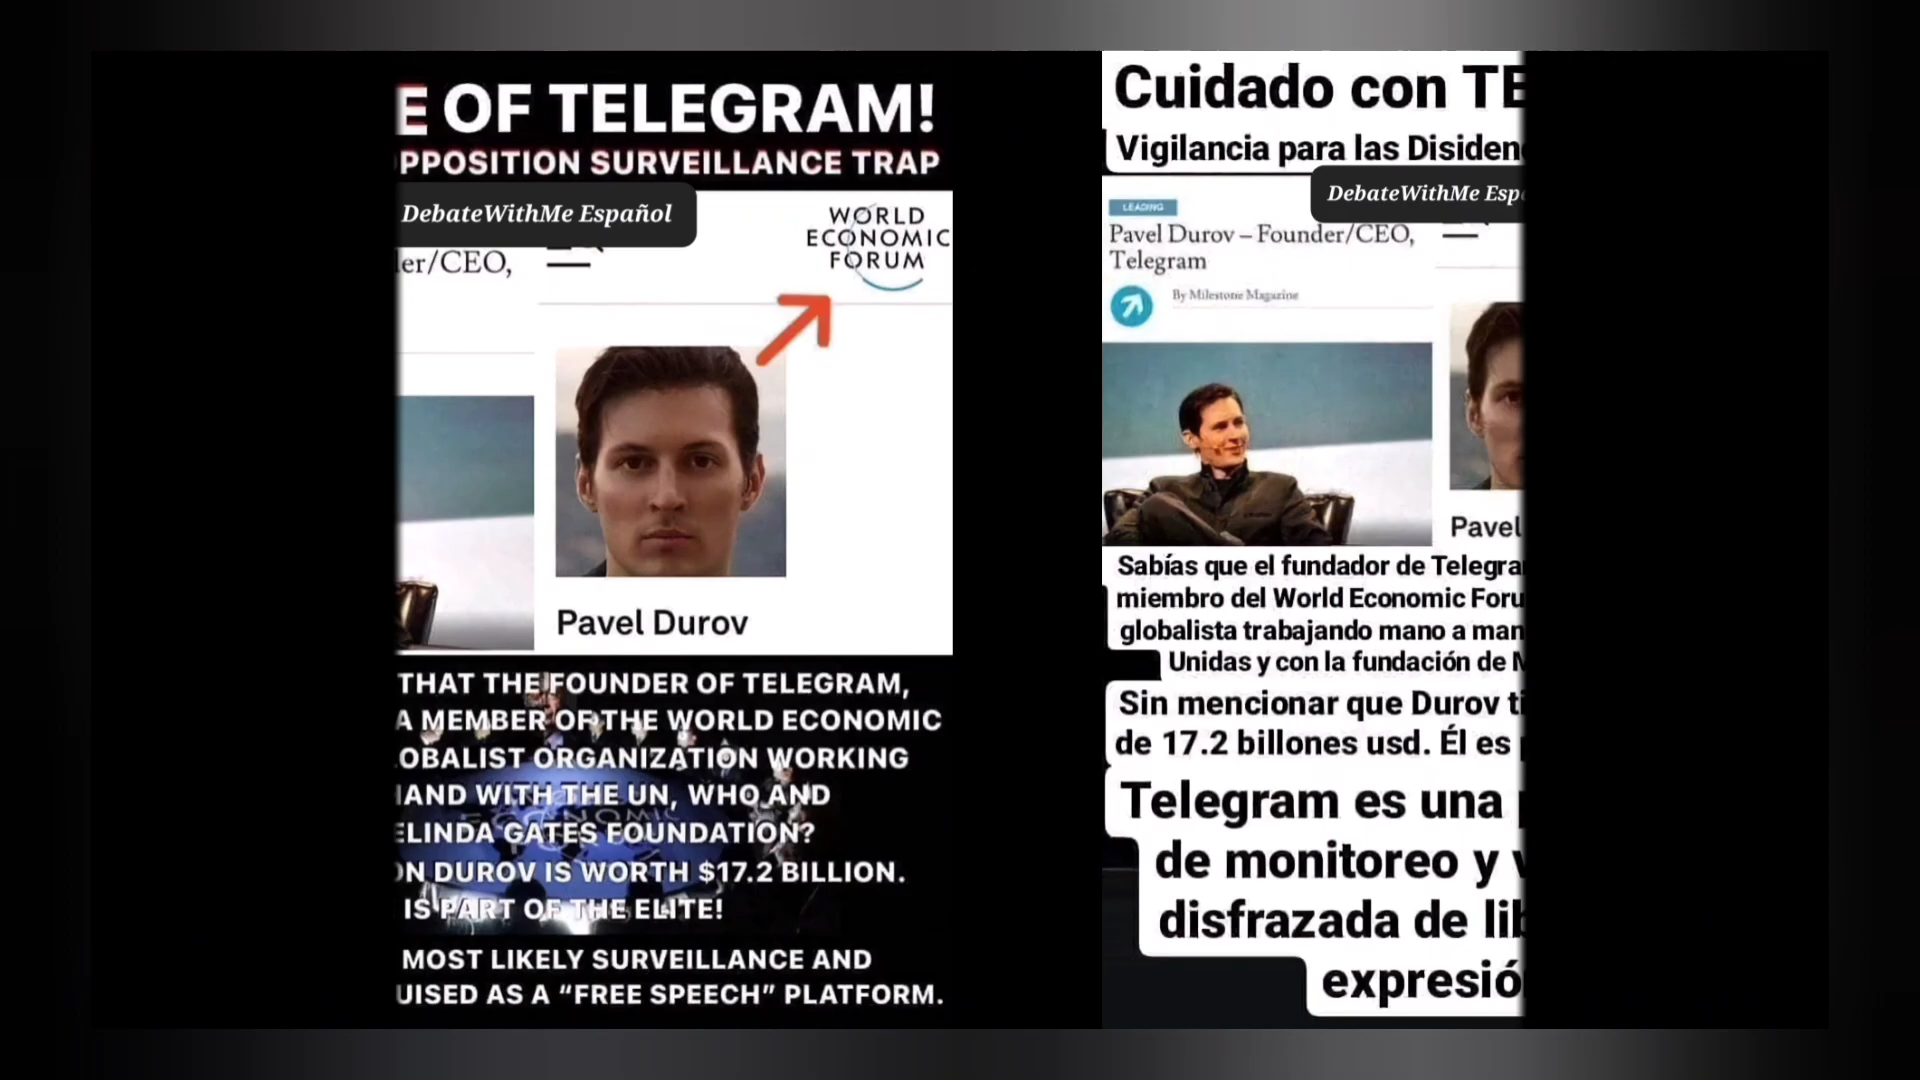 E OF TELEGRAM!
PPOSITION SURVEILLANCE TRAP
DebateWithMe Español
WORLD
ECONOMIC
FORUM
er/CEO,
Pavel Durov
THAT THE FOUNDER OF TELEGRAM,
A MEMBER OF THE WORLD ECONOMIC
OBALIST ORGANIZATION WORKING
AND WITH THE UN, WHO AND
ELINDA GATES FOUNDATION?
ON DUROV IS WORTH $17.2 BILLION.
IS PART OF THE ELITE!
MOST LIKELY SURVEILLANCE AND
UISED AS A “FREE SPEECH” PLATFORM.
Cuidado con TE
Vigilancia para las Disiden
DebateWithMe Espa
LEADING
Pavel Durov – Founder/CEO,
Telegram
By Milestone Magazine
Pavel
Sabías que el fundador de Telegra
miembro del World Economic Foru
globalista trabajando mano a man
Unidas y con la fundación de M
Sin mencionar que Durov ti
de 17.2 billones usd. Él es
Telegram es una
de monitoreo y v
disfrazada de lib
expresió